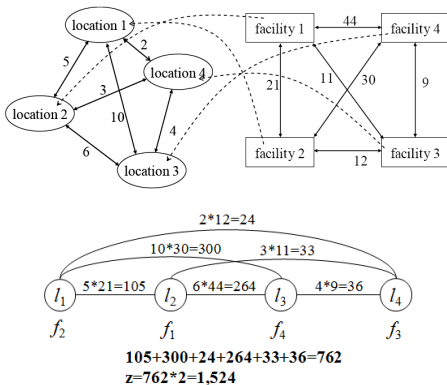 location 1
location 2
location 3
location 4
5
2
3
10
6
4
facility 1
facility 4
facility 2
facility 3
44
21
11
30
9
12
2*12=24
10*30=300
3*11=33
5*21=105
6*44=264
4*9=36
l1 l2 l3 l4
f2 f1 f4 f3
105+300+24+264+33+36=762
z=762*2=1,524